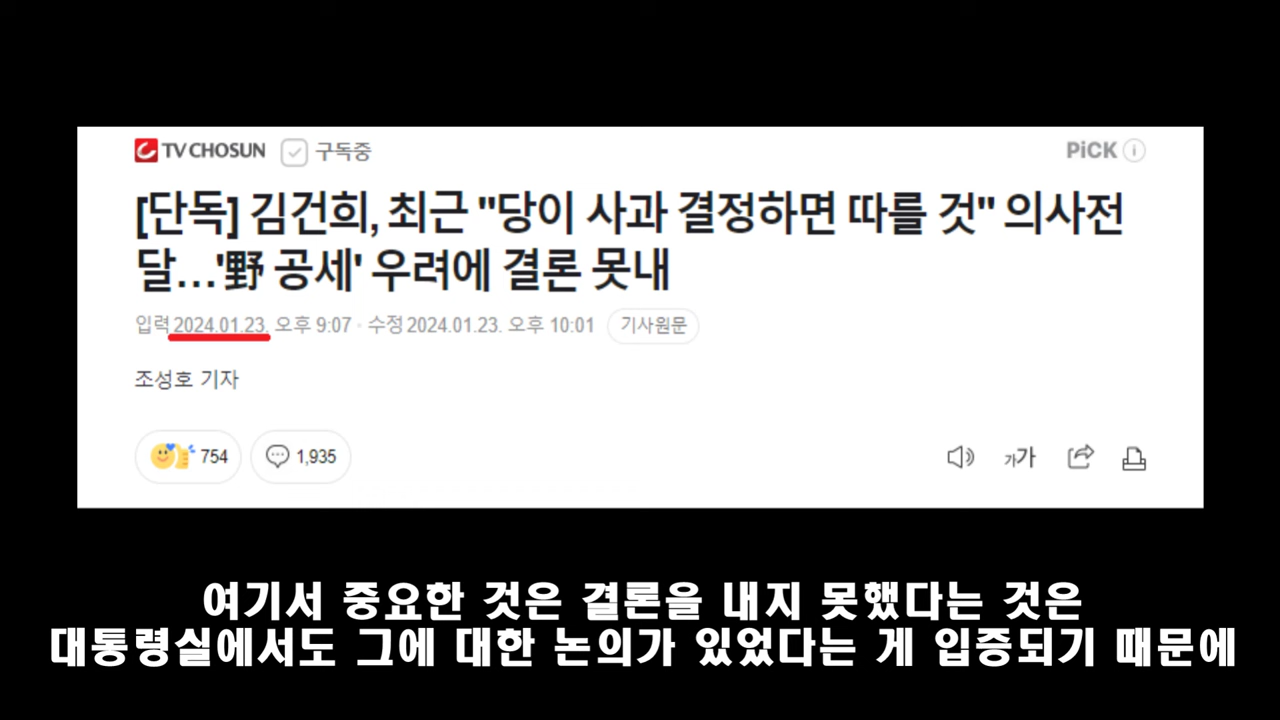 TV CHOSUN 구독중 PiCK
[단독] 김건희, 최근 "당이 사과 결정하면 따를 것" 의사전
달…'野 공세' 우려에 결론 못내
입력 2024.01.23. 오후 9:07 · 수정 2024.01.23. 오후 10:01 기사원문
조성호 기자
754 1,935 가가
여기서 중요한 것은 결론을 내지 못했다는 것은
대통령실에서도 그에 대한 논의가 있었다는 게 입증되기 때문에